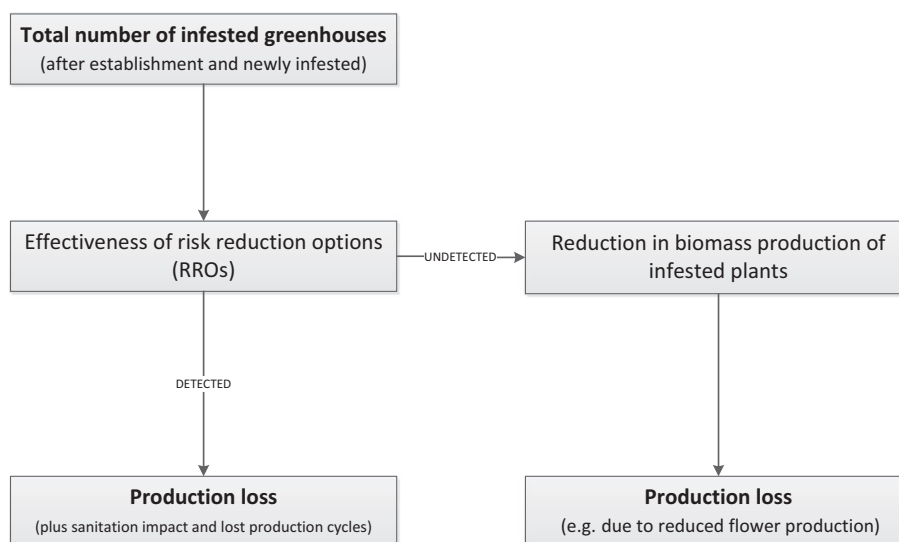 Total number of infested greenhouses
(after establishment and newly infested)
Effectiveness of risk reduction options
(RROs)
UNDETECTED
Reduction in biomass production of
infested plants
DETECTED
Production loss
(plus sanitation impact and lost production cycles)
Production loss
(e.g. due to reduced flower production)